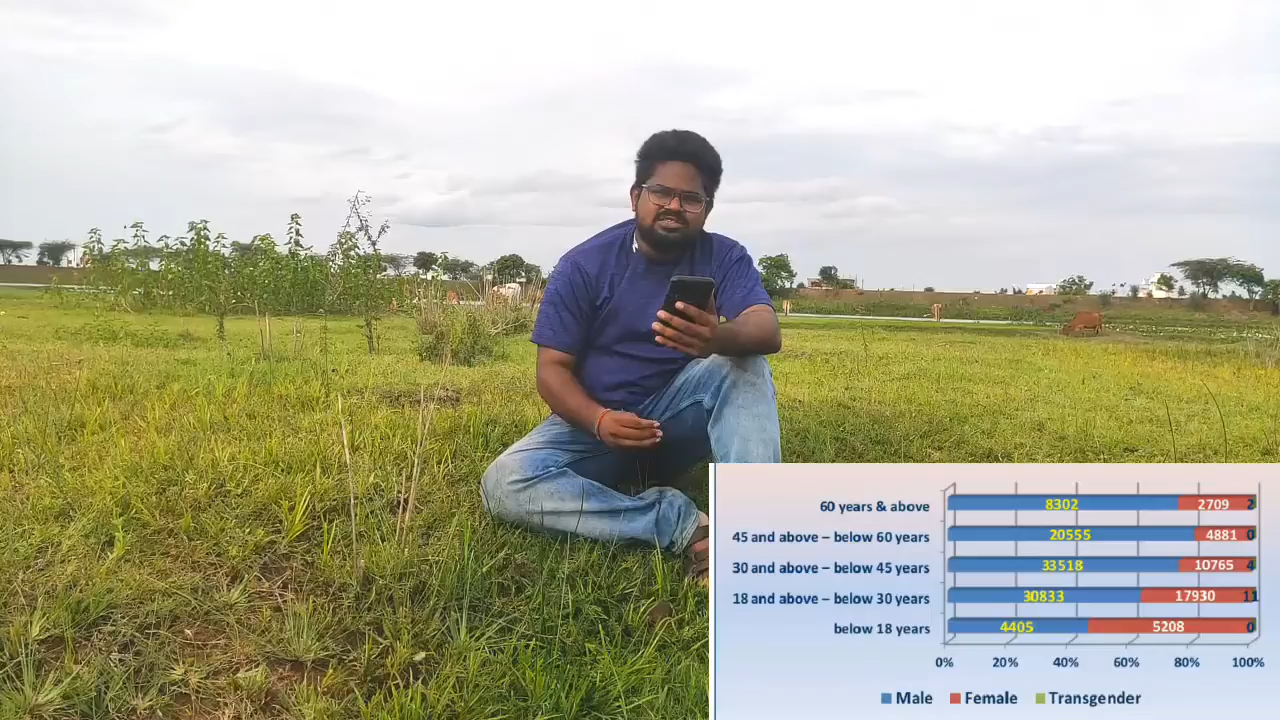 60 years & above 8302 2709 2
45 and above – below 60 years 20555 4881 0
30 and above – below 45 years 33518 10765 4
18 and above – below 30 years 30833 17930 11
below 18 years 4405 5208 0
0% 20% 40% 60% 80% 100%
Male Female Transgender